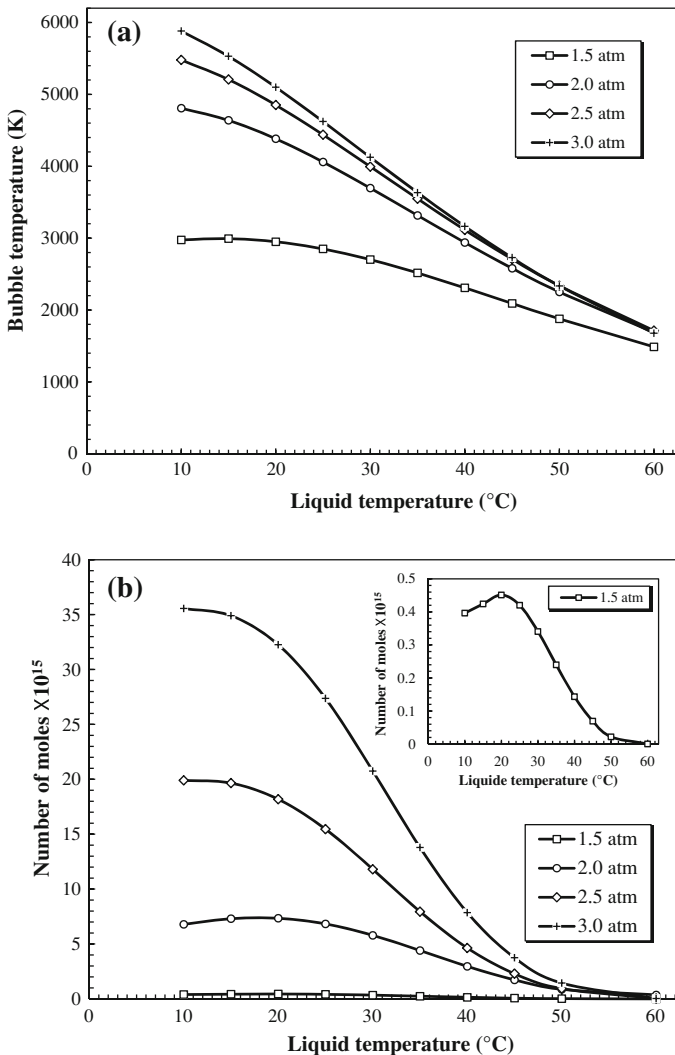 (a)
6000
5000
4000
3000
2000
1000
0
Bubble temperature (K)
1.5 atm
2.0 atm
2.5 atm
3.0 atm
0 10 20 30 40 50 60
Liquid temperature (°C)
(b)
40
35
30
25
20
15
10
5
0
Number of moles X10¹⁵
0.5
0.4
0.3
0.2
0.1
0
Number of moles X10¹⁵
1.5 atm
0 10 20 30 40 50 60
Liquide temperature (°C)
1.5 atm
2.0 atm
2.5 atm
3.0 atm
0 10 20 30 40 50 60
Liquid temperature (°C)